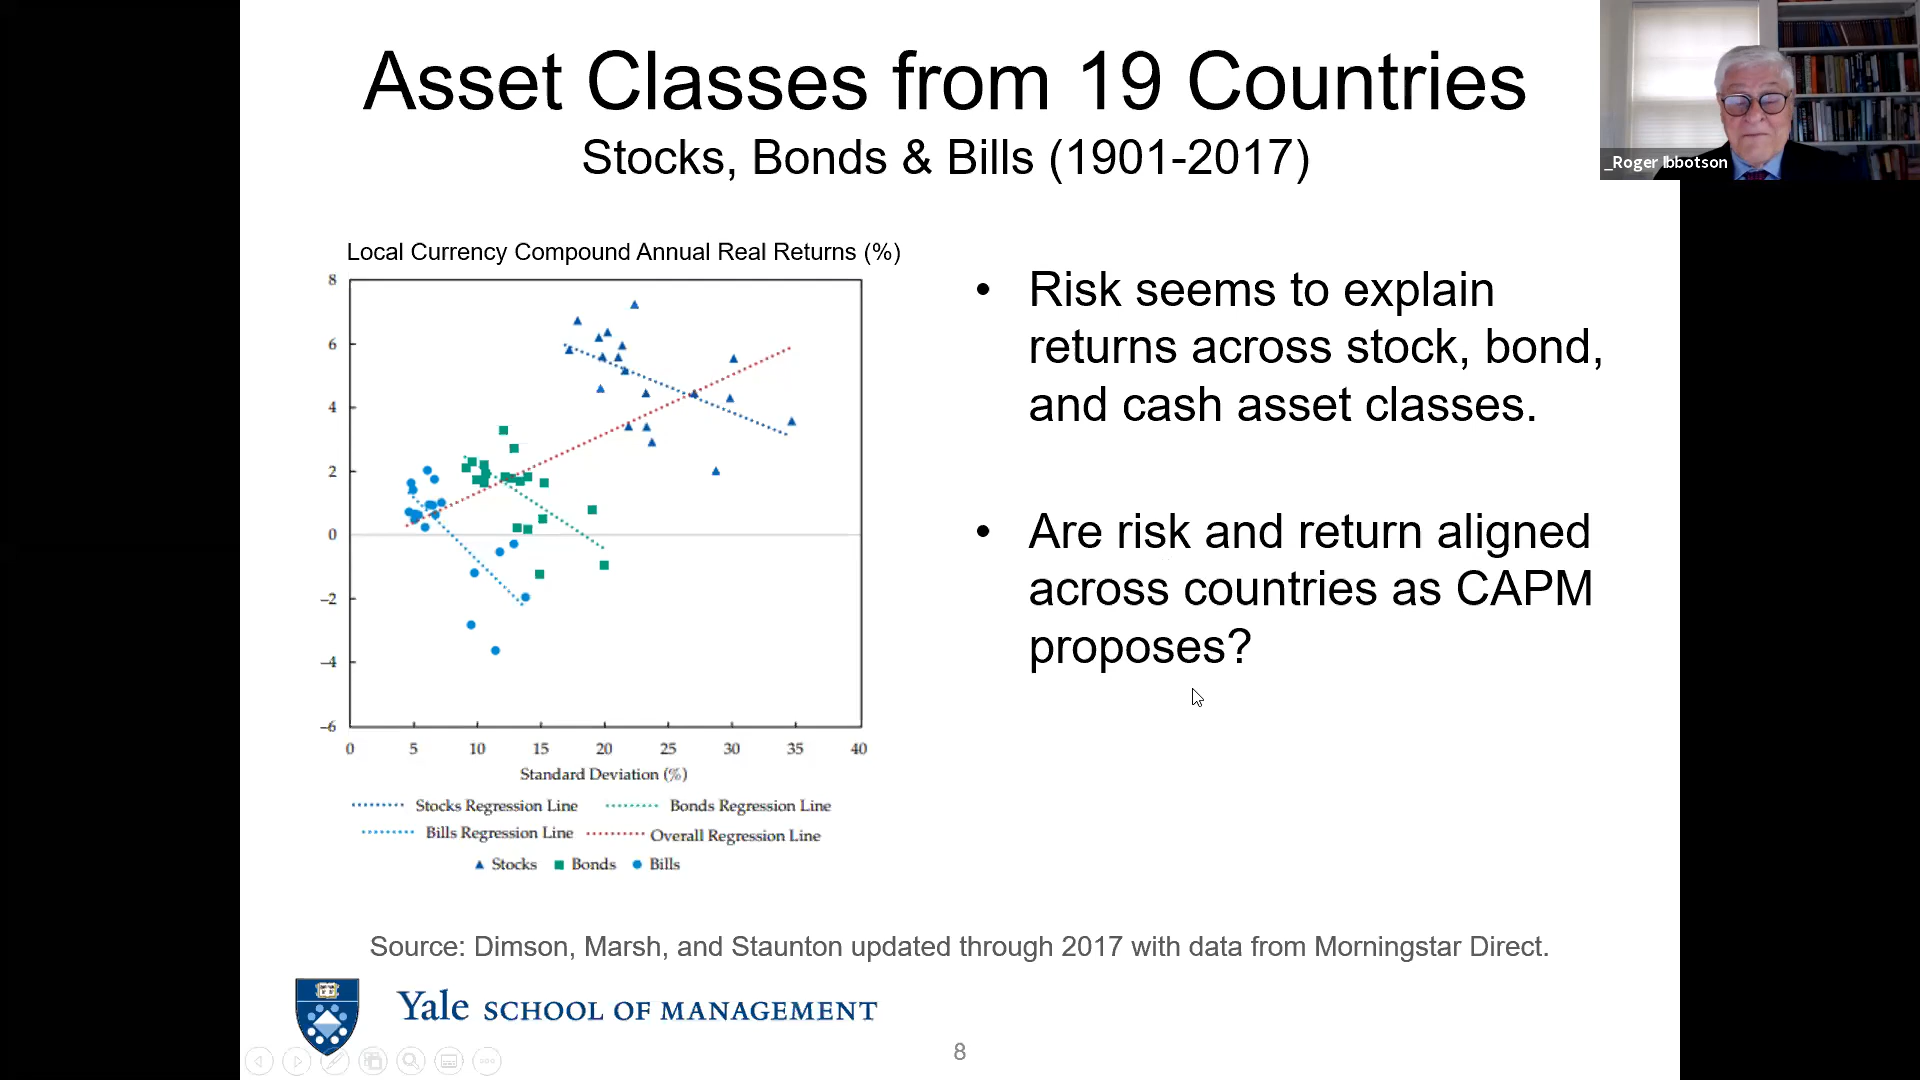 Asset Classes from 19 Countries
Stocks, Bonds & Bills (1901-2017)
_Roger Ibbotson
Local Currency Compound Annual Real Returns (%)
8
6
4
2
0
–2
–4
–6
0 5 10 15 20 25 30 35 40
Standard Deviation (%)
Stocks Regression Line Bonds Regression Line
Bills Regression Line Overall Regression Line
Stocks Bonds Bills
• Risk seems to explain
returns across stock, bond,
and cash asset classes.
• Are risk and return aligned
across countries as CAPM
proposes?
Source: Dimson, Marsh, and Staunton updated through 2017 with data from Morningstar Direct.
Yale SCHOOL OF MANAGEMENT
8